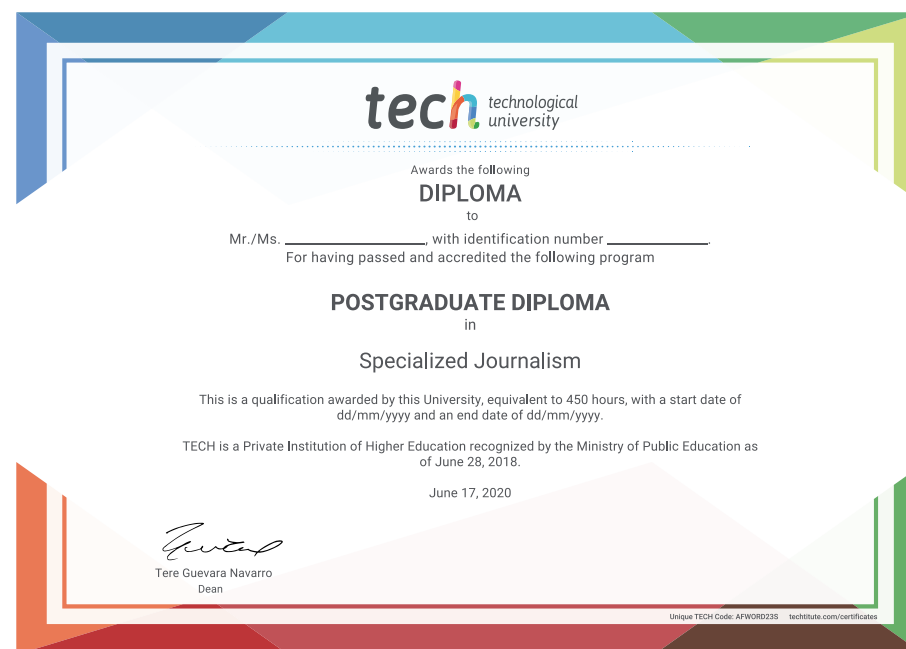 tech technological
university
Awards the following
DIPLOMA
to
Mr./Ms. ____________, with identification number _________.
For having passed and accredited the following program
POSTGRADUATE DIPLOMA
in
Specialized Journalism
This is a qualification awarded by this University, equivalent to 450 hours, with a start date of
dd/mm/yyyy and an end date of dd/mm/yyyy.
TECH is a Private Institution of Higher Education recognized by the Ministry of Public Education as
of June 28, 2018.
June 17, 2020
Tere Guevara Navarro
Dean
Unique TECH Code: AFWORD23S techtitute.com/certificates